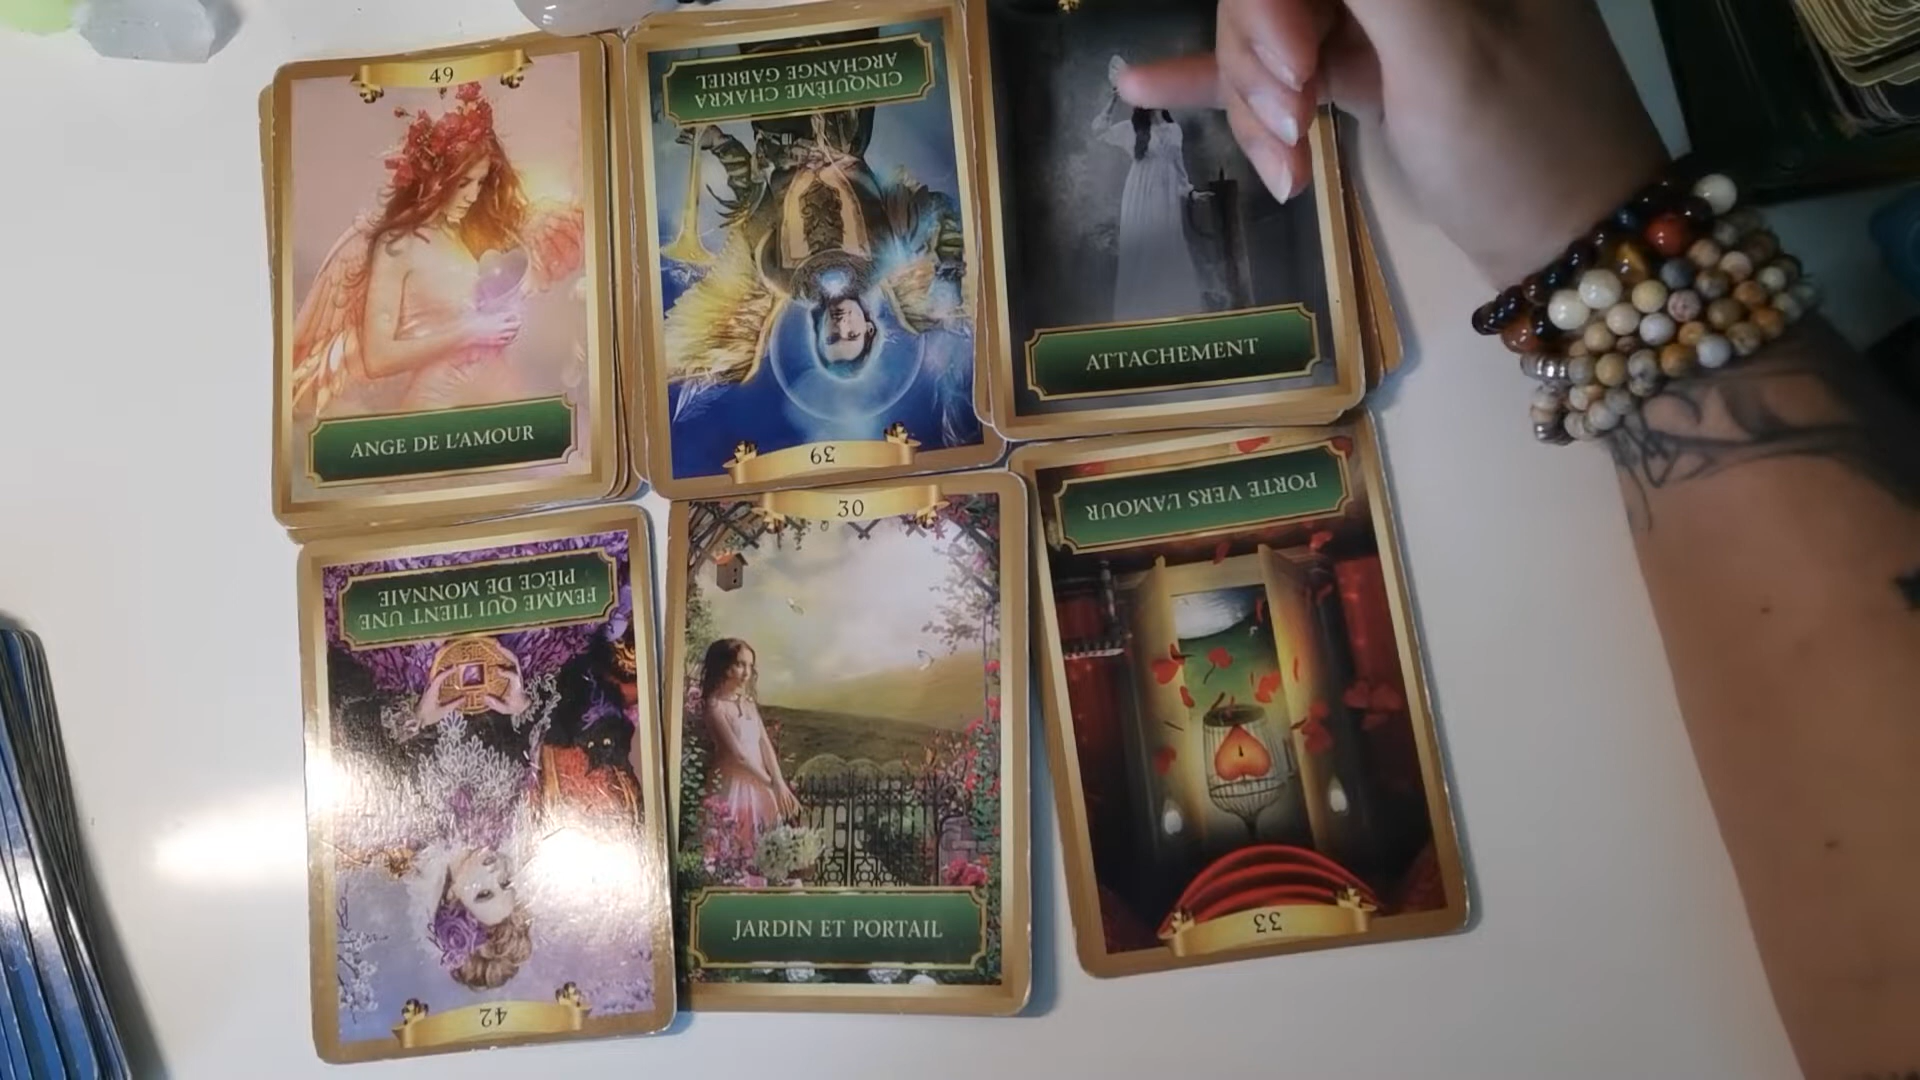 49
ANGE DE L'AMOUR
CINQUIÈME CHAKRA
ARCHANGE GABRIEL
39
ATTACHEMENT
FEMME QUI TIENT UNE
PIÈCE DE MONNAIE
42
30
JARDIN ET PORTAIL
PORTE VERS L'AMOUR
33